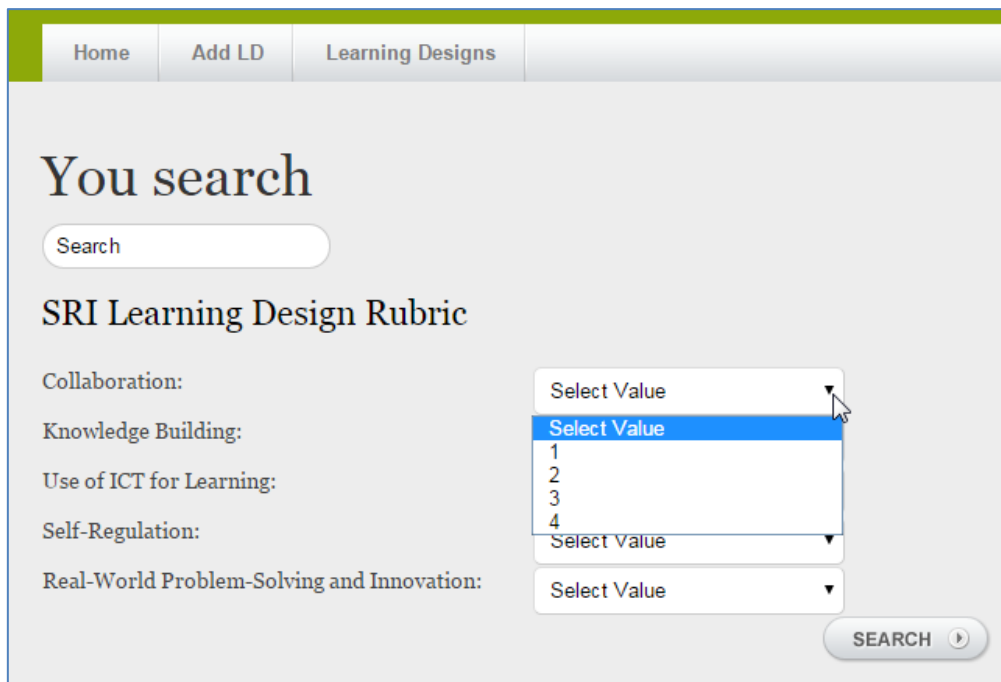 Home Add LD Learning Designs
You search
Search
SRI Learning Design Rubric
Collaboration: Select Value
Select Value
Knowledge Building:
1
2
Use of ICT for Learning:
3
4
Self-Regulation: Select Value
Real-World Problem-Solving and Innovation: Select Value
SEARCH